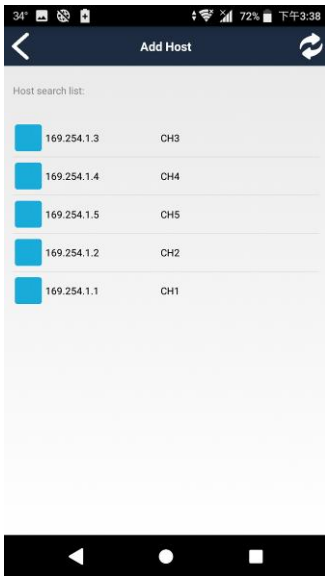 34° 72% 下午3:38
Add Host
Host search list:
169.254.1.3 CH3
169.254.1.4 CH4
169.254.1.5 CH5
169.254.1.2 CH2
169.254.1.1 CH1